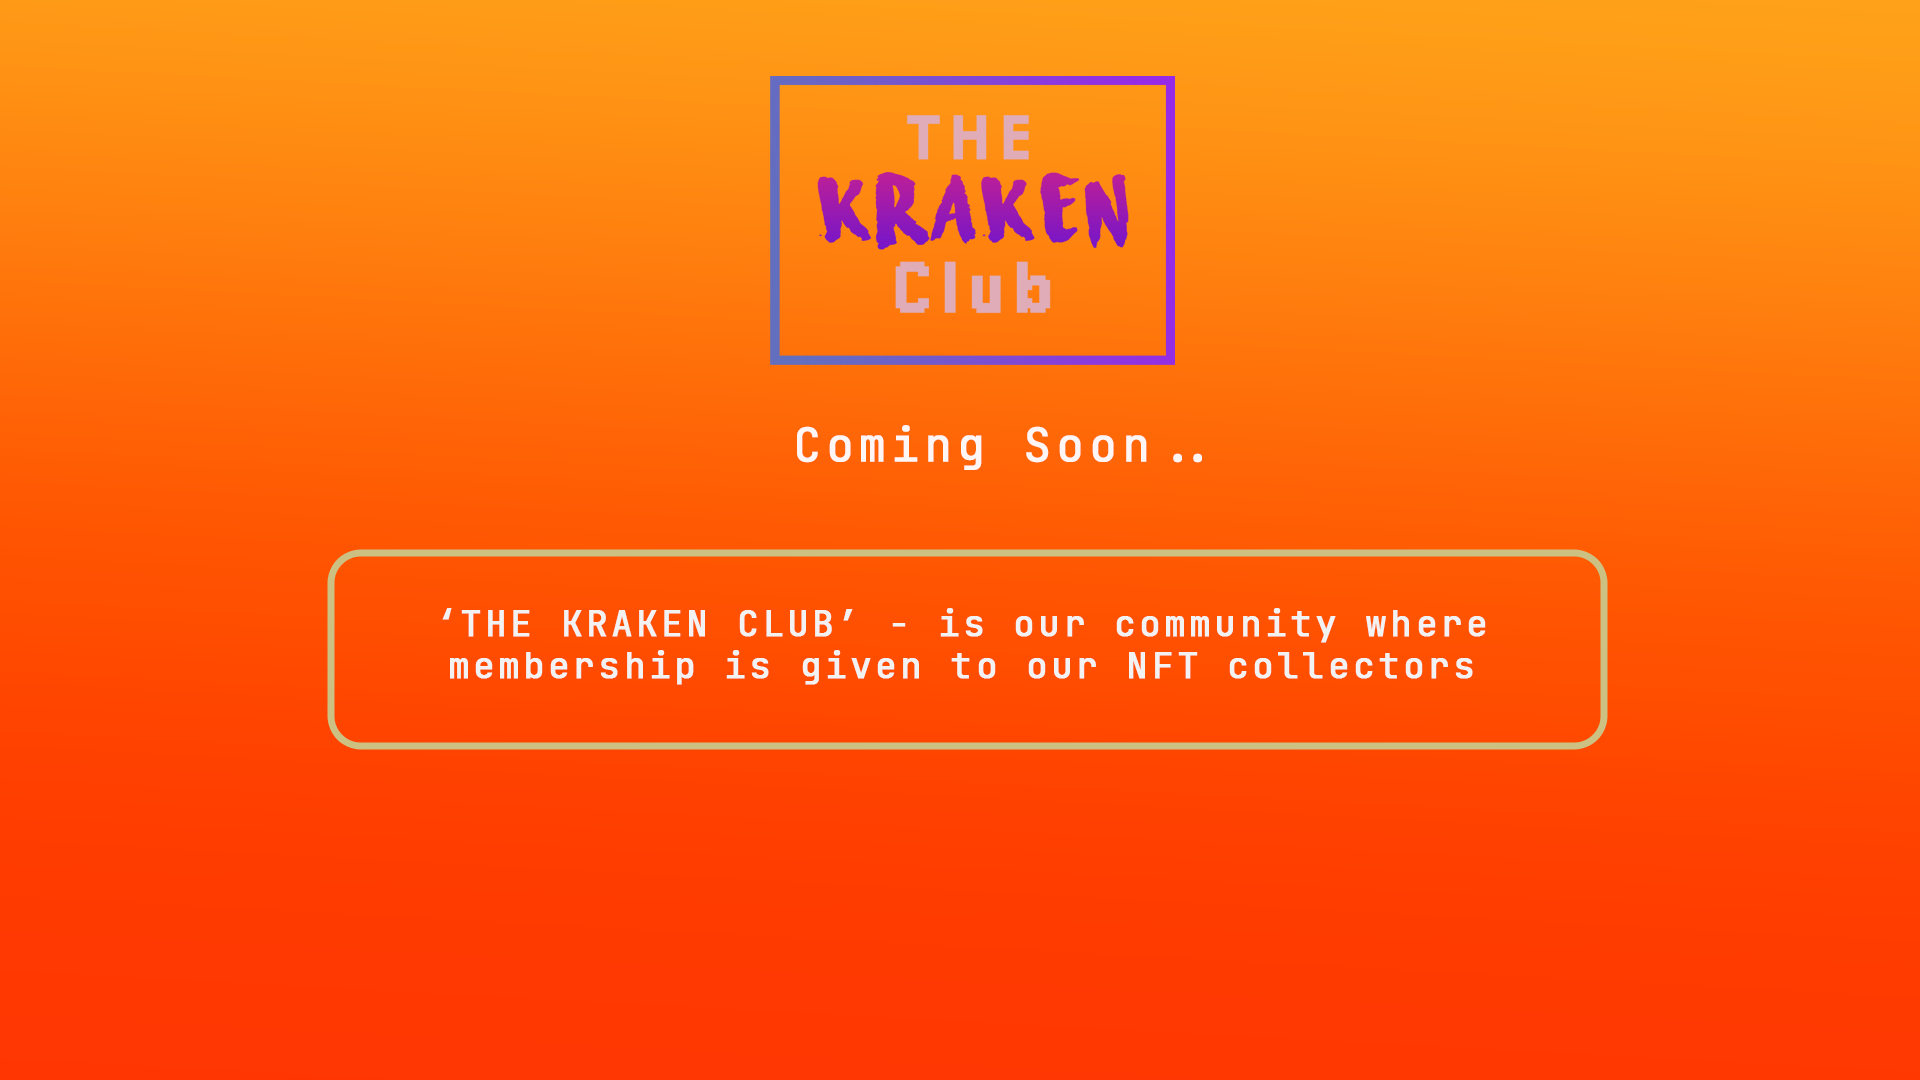 THE
KRAKEN
Club
Coming Soon..
‘THE KRAKEN CLUB’ - is our community where
membership is given to our NFT collectors